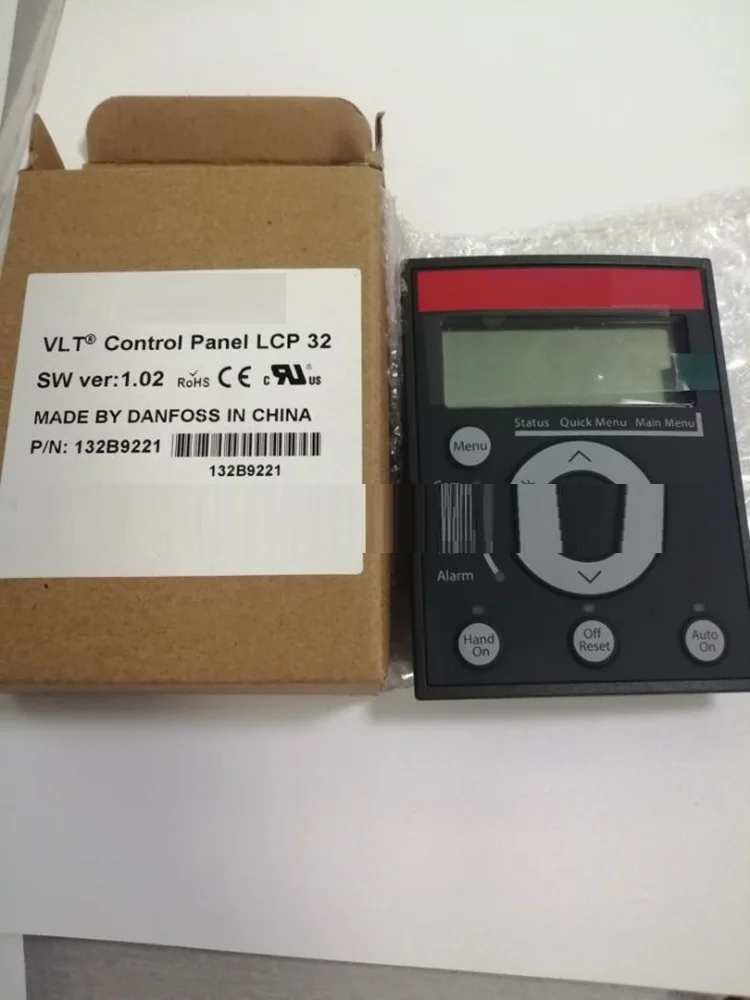 VLT® Control Panel LCP 32
SW ver:1.02 RoHS CE c RU® US
MADE BY DANFOSS IN CHINA
P/N: 132B9221
132B9221
Status Quick Menu Main Menu
Menu
Alarm
Hand
On
Off
Reset
Auto
On